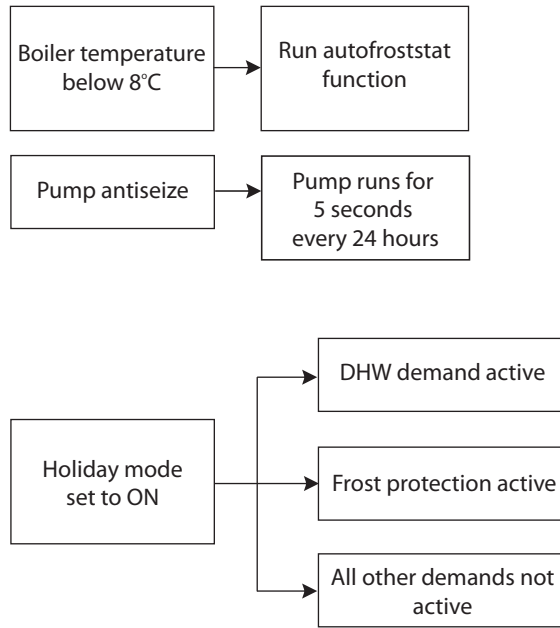 Boiler temperature
below 8°C
Run autofroststat
function
Pump antiseize
Pump runs for
5 seconds
every 24 hours
Holiday mode
set to ON
DHW demand active
Frost protection active
All other demands not
active